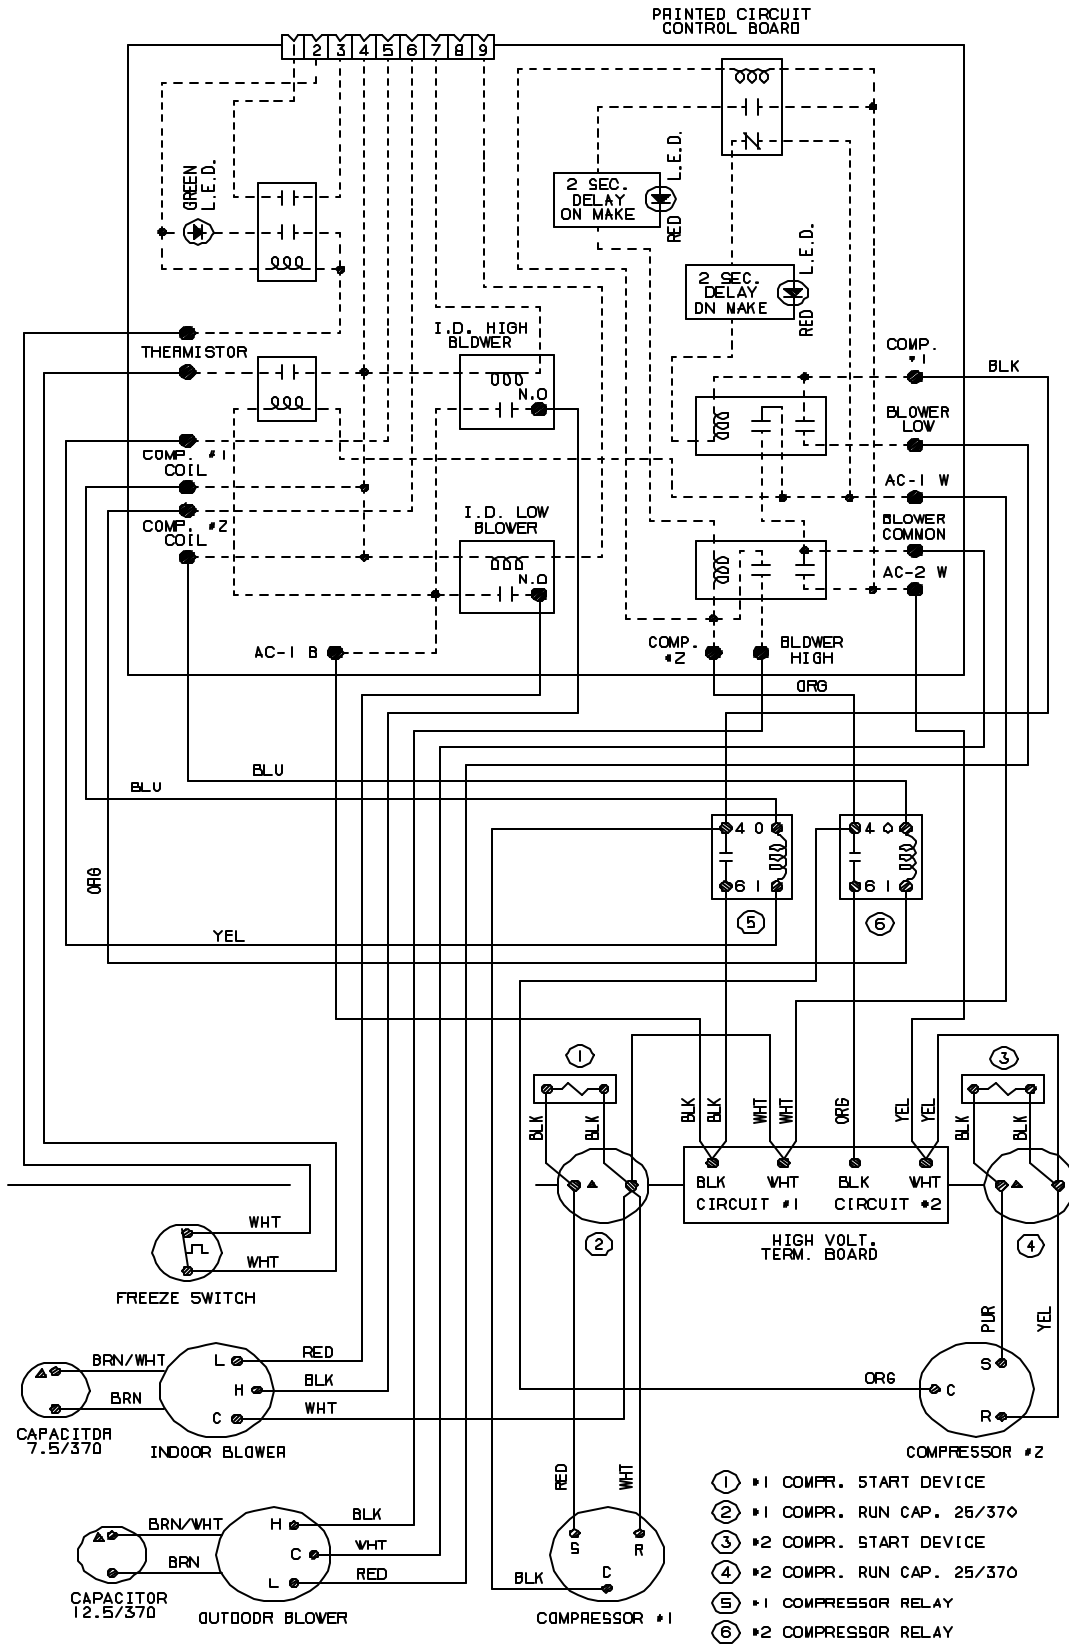 PRINTED CIRCUIT
CONTROL BOARD
1 2 3 4 5 6 7 8 9
GREEN
L.E.D.
2 SEC.
DELAY
ON MAKE
RED
L.E.D.
2 SEC.
DELAY
ON MAKE
RED
L.E.D.
THERMISTOR
I.D. HIGH
BLOWER
N.O
COMP.
#1
BLK
BLOWER
LOW
COMP. #1
COIL
AC-1 W
COMP. #2
COIL
I.D. LOW
BLOWER
N.O
BLOWER
COMMON
AC-2 W
AC-1 B
COMP.
#2
BLOWER
HIGH
ORG
BLU
BLU
4 0
6 1
4 0
6 1
5
6
ORG
YEL
1
3
BLK
BLK
BLK
BLK
WHT
WHT
ORG
YEL
YEL
BLK
BLK
BLK WHT BLK WHT
CIRCUIT #1 CIRCUIT #2
2
HIGH VOLT.
TERM. BOARD
4
WHT
WHT
FREEZE SWITCH
PUR
YEL
BRN/WHT
BRN
CAPACITOR
7.5/370
L
H
C
RED
BLK
WHT
INDOOR BLOWER
ORG
S
C
R
COMPRESSOR #2
RED
WHT
BRN/WHT
BRN
CAPACITOR
12.5/370
H
C
L
BLK
WHT
RED
OUTDOOR BLOWER
BLK
S R
C
COMPRESSOR #1
1 #1 COMPR. START DEVICE
2 #1 COMPR. RUN CAP. 25/370
3 #2 COMPR. START DEVICE
4 #2 COMPR. RUN CAP. 25/370
5 #1 COMPRESSOR RELAY
6 #2 COMPRESSOR RELAY